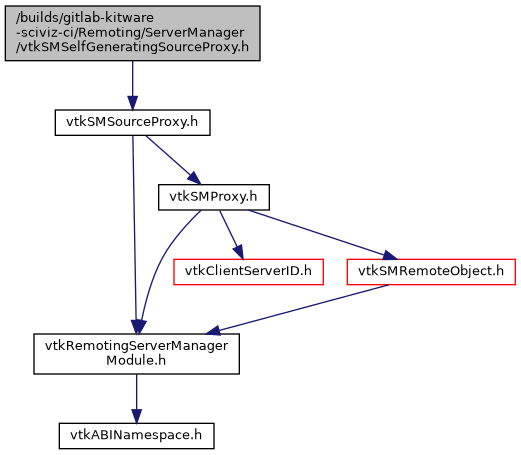 /builds/gitlab-kitware
-sciviz-ci/Remoting/ServerManager
/vtkSMSelfGeneratingSourceProxy.h
vtkSMSourceProxy.h
vtkSMProxy.h
vtkClientServerID.h
vtkSMRemoteObject.h
vtkRemotingServerManager
Module.h
vtkABINamespace.h